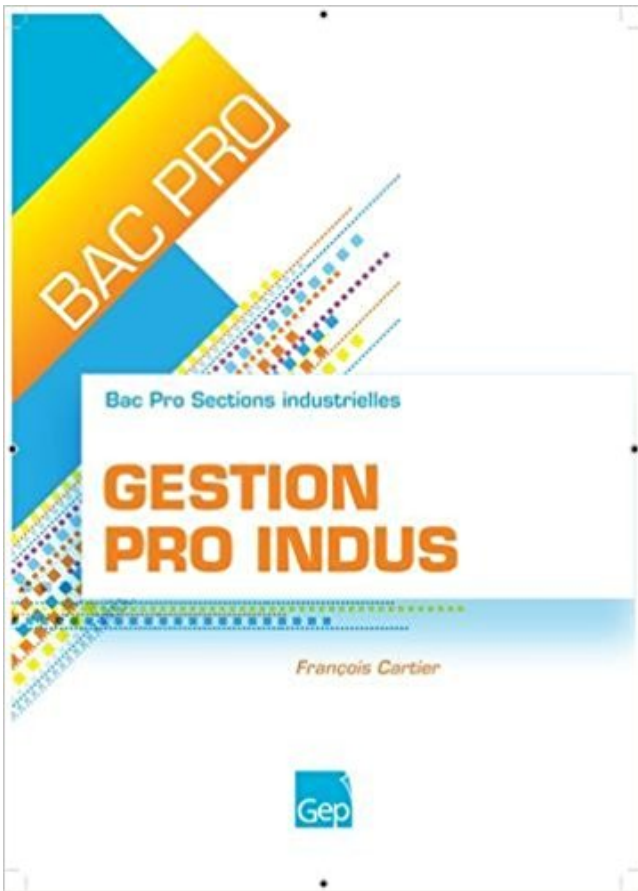 BAC PRO
Bac Pro Sections industrielles
GESTION
PRO INDUS
François Cartier
Gep